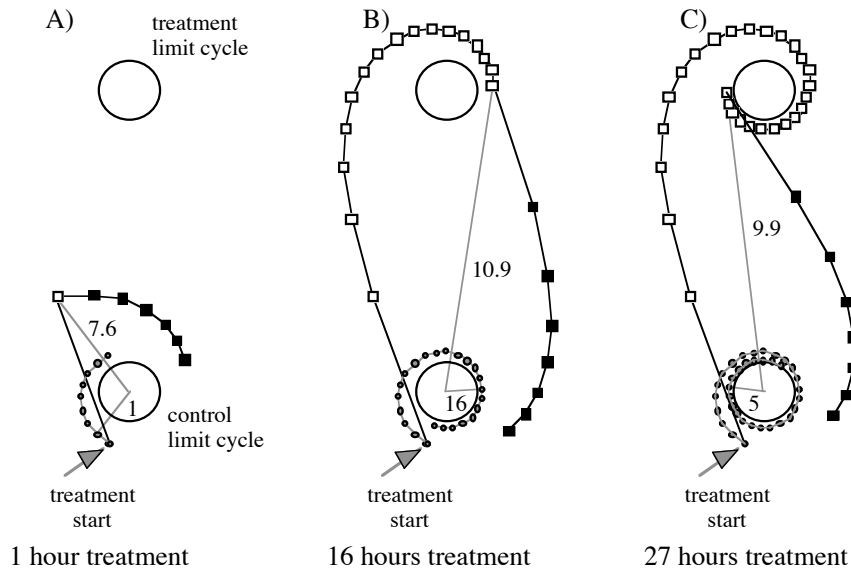 A)
treatment
limit cycle
7.6
1
control
limit cycle
treatment
start
1 hour treatment
B)
10.9
16
treatment
start
16 hours treatment
C)
9.9
5
treatment
start
27 hours treatment